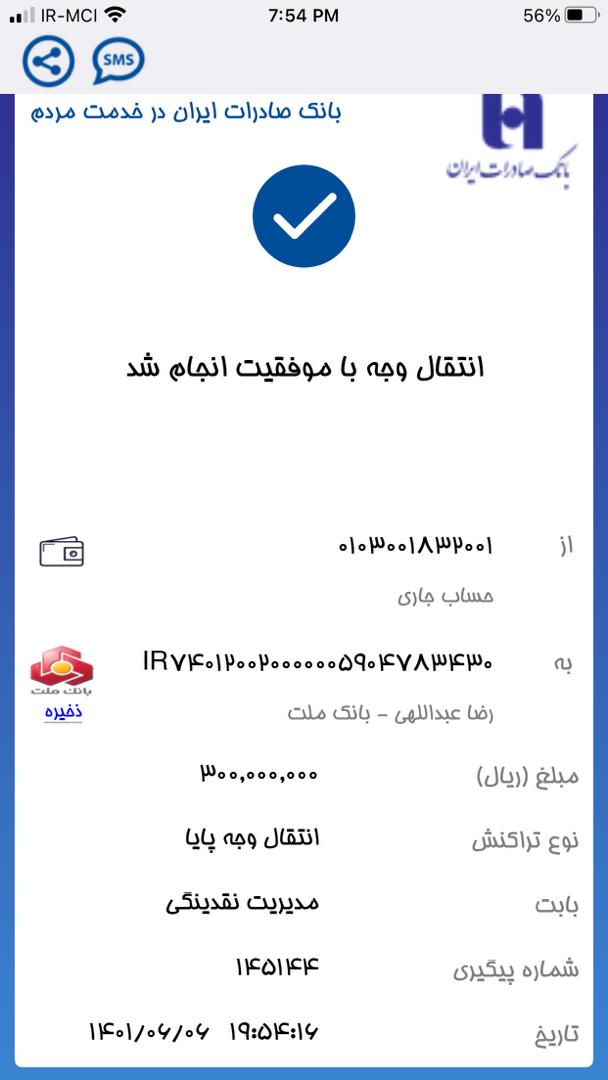 IR-MCI 7:54 PM 56%
SMS
بانک صادرات ایران در خدمت مردم
بانک صادرات ایران
انتقال وجه با موفقیت انجام شد
از ۰۱۰۳۰۰۱۸۳۲۰۰۱
حساب جاری
به IR۷۴۰۱۲۰۰۲۰۰۰۰۰۰۵۹۰۴۷۸۳۴۳۰
بانک ملت
رضا عبداللهی - بانک ملت
ذخیره
مبلغ (ریال) ۳۰۰,۰۰۰,۰۰۰
نوع تراکنش انتقال وجه پایا
بابت مدیریت نقدینگی
شماره پیگیری ۱۴۵۱۴۴
تاریخ ۱۴۰۱/۰۶/۰۶ ۱۹:۵۴:۱۶